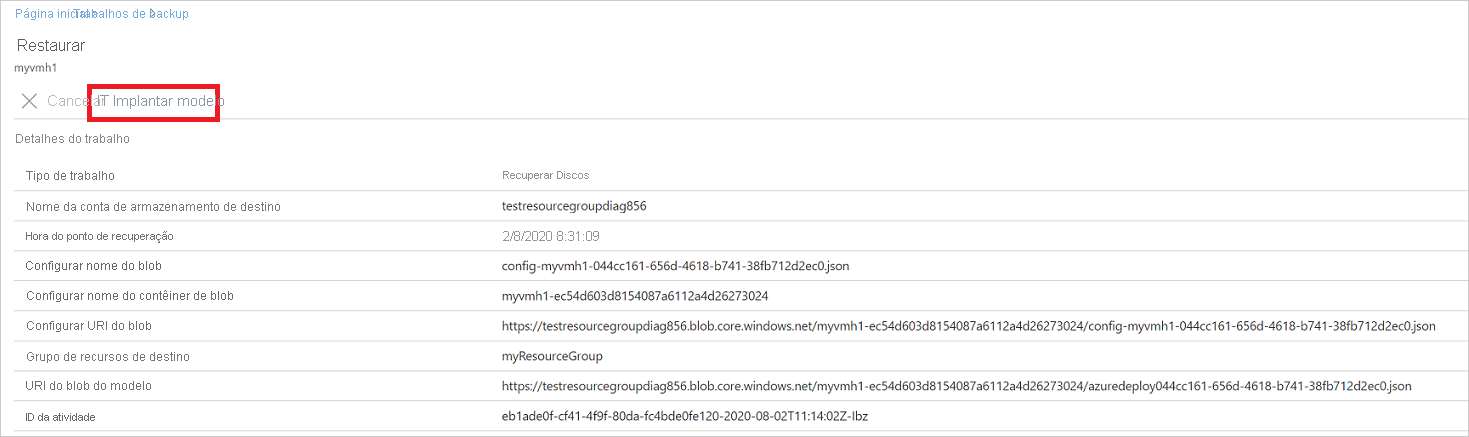 Página inicial > Trabalhos de backup >
Restaurar
myvmh1
Cancelar IT Implantar modelo
Detalhes do trabalho
Tipo de trabalho Recuperar Discos
Nome da conta de armazenamento de destino testresourcegroupdiag856
Hora do ponto de recuperação 2/8/2020 8:31:09
Configurar nome do blob config-myvmh1-044cc161-656d-4618-b741-38fb712d2ec0.json
Configurar nome do contêiner de blob myvmh1-ec54d603d8154087a6112a4d26273024
Configurar URI do blob https://testresourcegroupdiag856.blob.core.windows.net/myvmh1-ec54d603d8154087a6112a4d26273024/config-myvmh1-044cc161-656d-4618-b741-38fb712d2ec0.json
Grupo de recursos de destino myResourceGroup
URI do blob do modelo https://testresourcegroupdiag856.blob.core.windows.net/myvmh1-ec54d603d8154087a6112a4d26273024/azuredeploy044cc161-656d-4618-b741-38fb712d2ec0.json
ID da atividade eb1ade0f-cf41-4f9f-80da-fc4bde0fe120-2020-08-02T11:14:02Z-Ibz